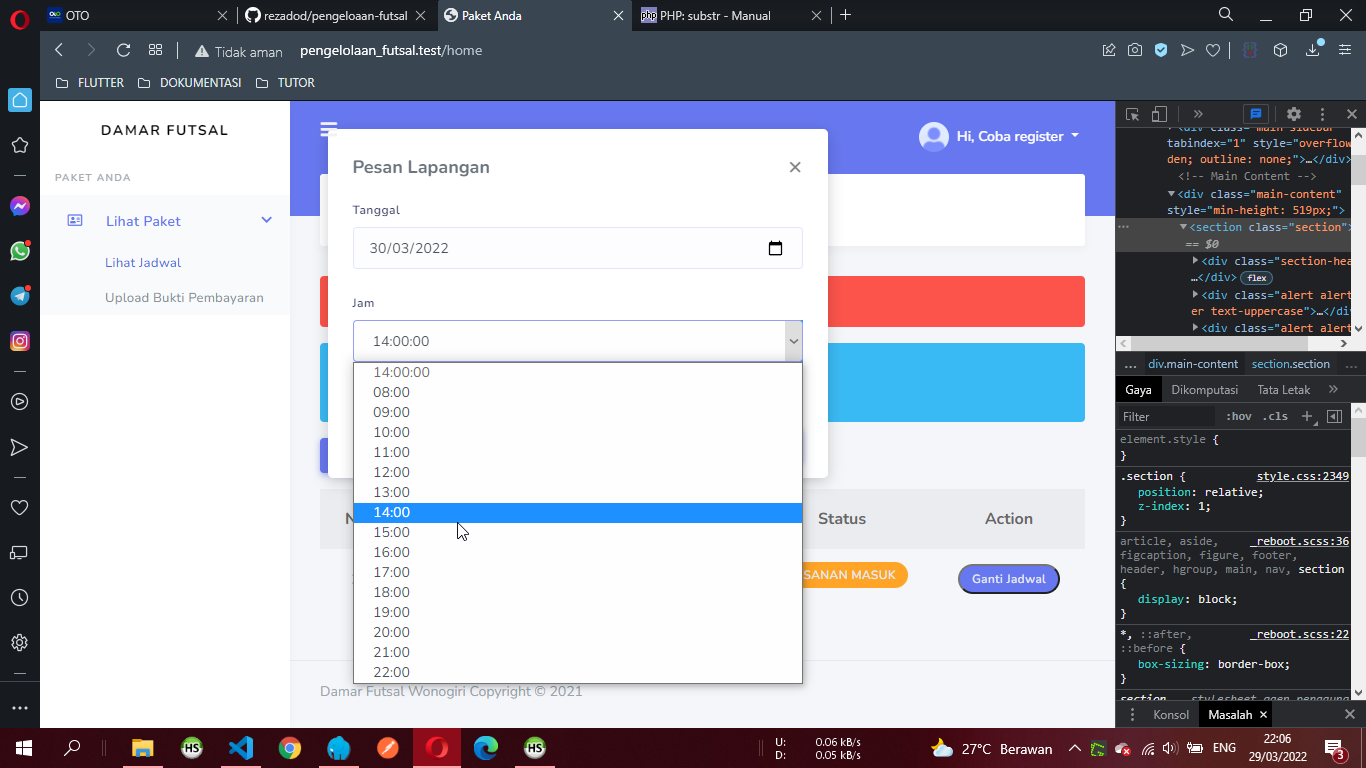 OTO
rezadod/pengeloaan-futsal
Paket Anda
php PHP: substr - Manual
Tidak aman
pengelolaan_futsal.test/home
FLUTTER
DOKUMENTASI
TUTOR
DAMAR FUTSAL
PAKET ANDA
Lihat Paket
Lihat Jadwal
Upload Bukti Pembayaran
Hi, Coba register
Pesan Lapangan
Tanggal
30/03/2022
Jam
14:00:00
14:00:00
08:00
09:00
10:00
11:00
12:00
13:00
14:00
15:00
16:00
17:00
18:00
19:00
20:00
21:00
22:00
Status
Action
SANAN MASUK
Ganti Jadwal
Damar Futsal Wonogiri Copyright © 2021
<div class="main-sidebar
tabindex="1" style="overflow
den; outline: none;">…</div>
<!-- Main Content -->
<div class="main-content"
style="min-height: 519px;">
<section class="section">
== $0
<div class="section-hea
…</div> flex
<div class="alert alert
er text-uppercase">…</div
<div class="alert alert
... div.main-content section.section ...
Gaya
Dikomputasi
Tata Letak
Filter
:hov .cls
element.style {
}
.section { style.css:2349
position: relative;
z-index: 1;
}
article, aside, _reboot.scss:36
figcaption, figure, footer,
header, hgroup, main, nav, section
{
display: block;
}
*, ::after, _reboot.scss:22
::before {
box-sizing: border-box;
}
Konsol
Masalah
U: 0.06 kB/s
D: 0.05 kB/s
27°C Berawan
ENG
22:06
29/03/2022
3